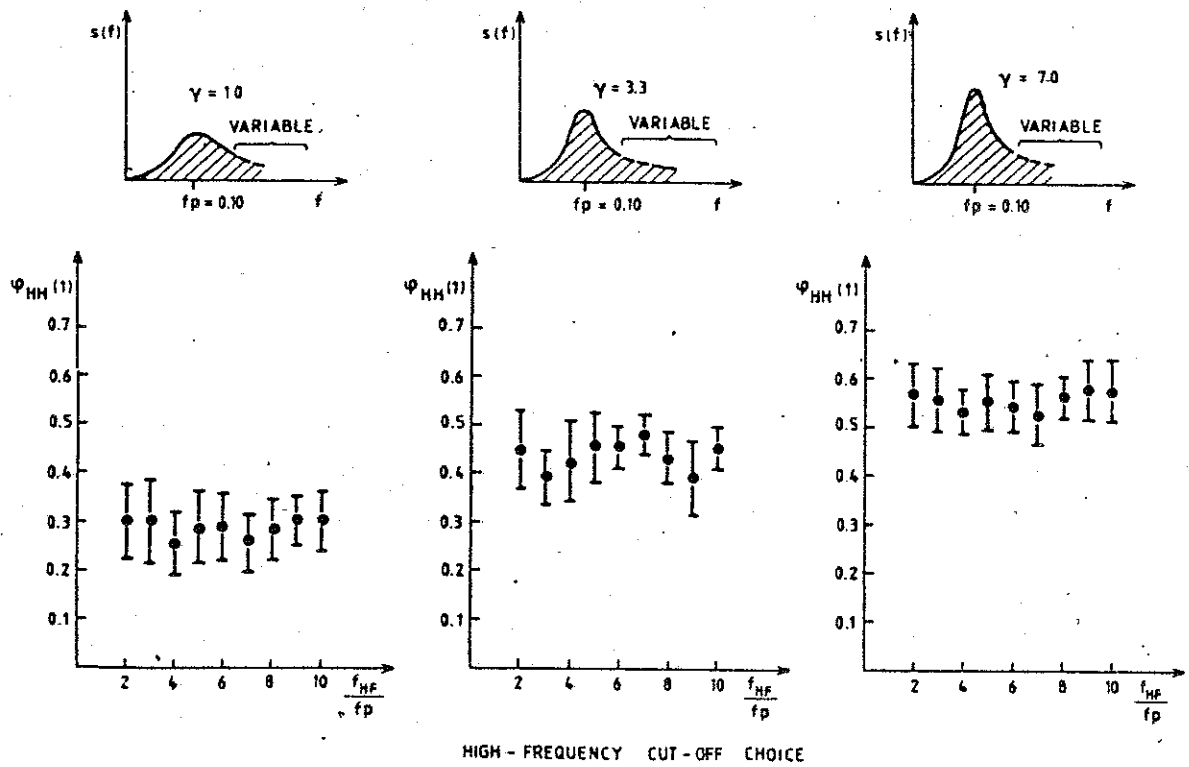 s(f)
γ = 10
VARIABLE
fp = 0.10 f
s(f)
γ = 3.3
VARIABLE
fp = 0.10 f
s(f)
γ = 7.0
VARIABLE
fp = 0.10 f
φHH(1)
0.7
0.6
0.5
0.4
0.3
0.2
0.1
2 4 6 8 10 fHF/fp
φHH(1)
0.7
0.6
0.5
0.4
0.3
0.2
0.1
2 4 6 8 10 fHF/fp
φHH(1)
0.7
0.6
0.5
0.4
0.3
0.2
0.1
2 4 6 8 10 fHF/fp
HIGH - FREQUENCY CUT - OFF CHOICE